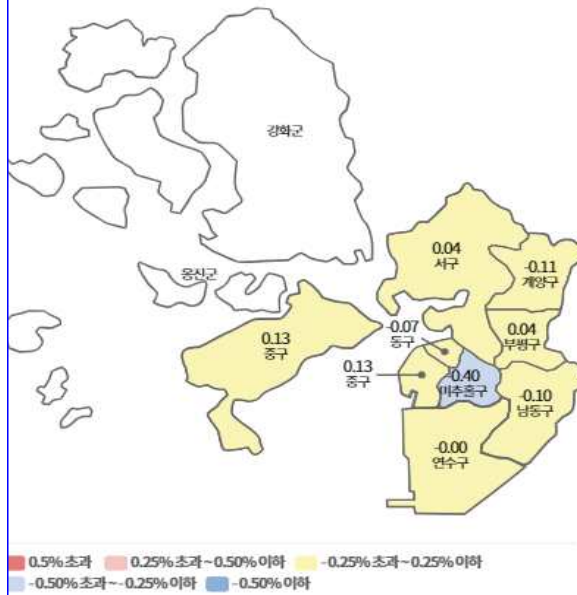 강화군
0.04
서구
-0.11
계양구
옹진군
-0.07
동구
0.04
부평구
0.13
중구
0.13
중구
-0.40
미추홀구
-0.10
남동구
-0.00
연수구
0.5% 초과 0.25% 초과~0.50% 이하 -0.25% 초과~0.25% 이하
-0.50% 초과~-0.25% 이하 -0.50% 이하